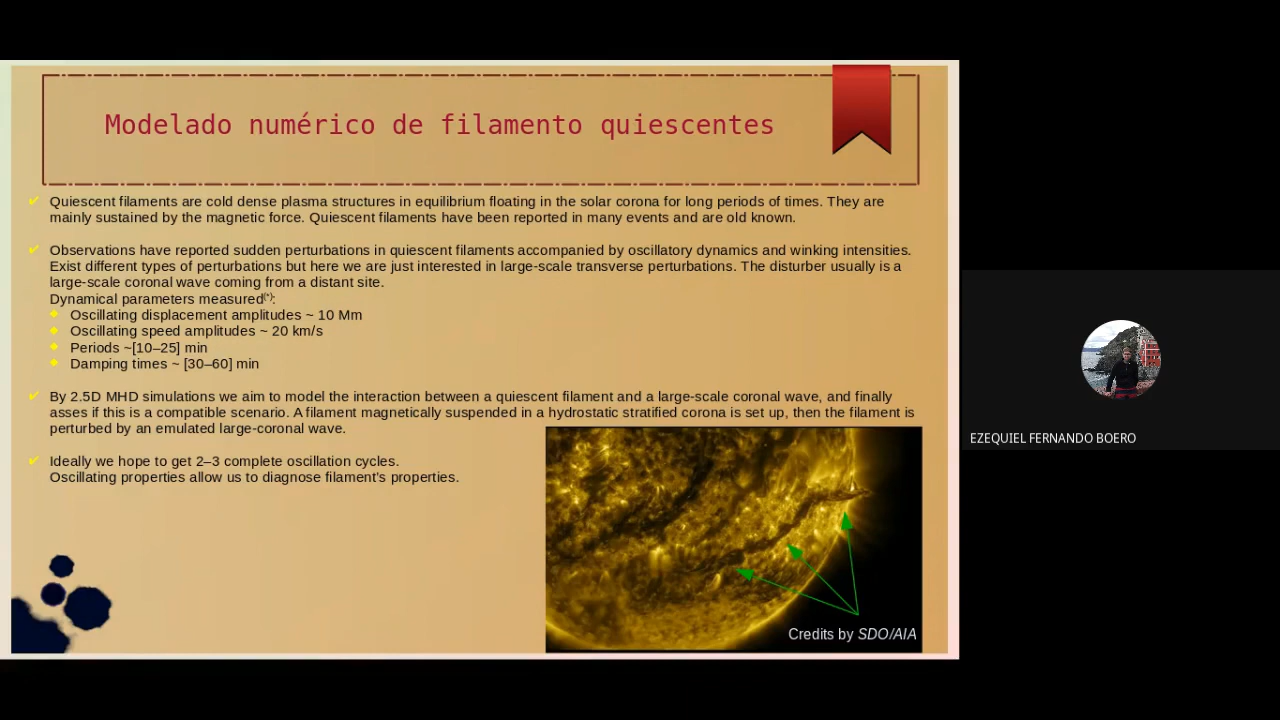 Modelado numérico de filamento quiescentes
Quiescent filaments are cold dense plasma structures in equilibrium floating in the solar corona for long periods of times. They are
mainly sustained by the magnetic force. Quiescent filaments have been reported in many events and are old known.
Observations have reported sudden perturbations in quiescent filaments accompanied by oscillatory dynamics and winking intensities.
Exist different types of perturbations but here we are just interested in large-scale transverse perturbations. The disturber usually is a
large-scale coronal wave coming from a distant site.
Dynamical parameters measured(*):
Oscillating displacement amplitudes ~ 10 Mm
Oscillating speed amplitudes ~ 20 km/s
Periods ~[10–25] min
Damping times ~ [30–60] min
By 2.5D MHD simulations we aim to model the interaction between a quiescent filament and a large-scale coronal wave, and finally
asses if this is a compatible scenario. A filament magnetically suspended in a hydrostatic stratified corona is set up, then the filament is
perturbed by an emulated large-coronal wave.
Ideally we hope to get 2–3 complete oscillation cycles.
Oscillating properties allow us to diagnose filament's properties.
Credits by SDO/AIA
EZEQUIEL FERNANDO BOERO